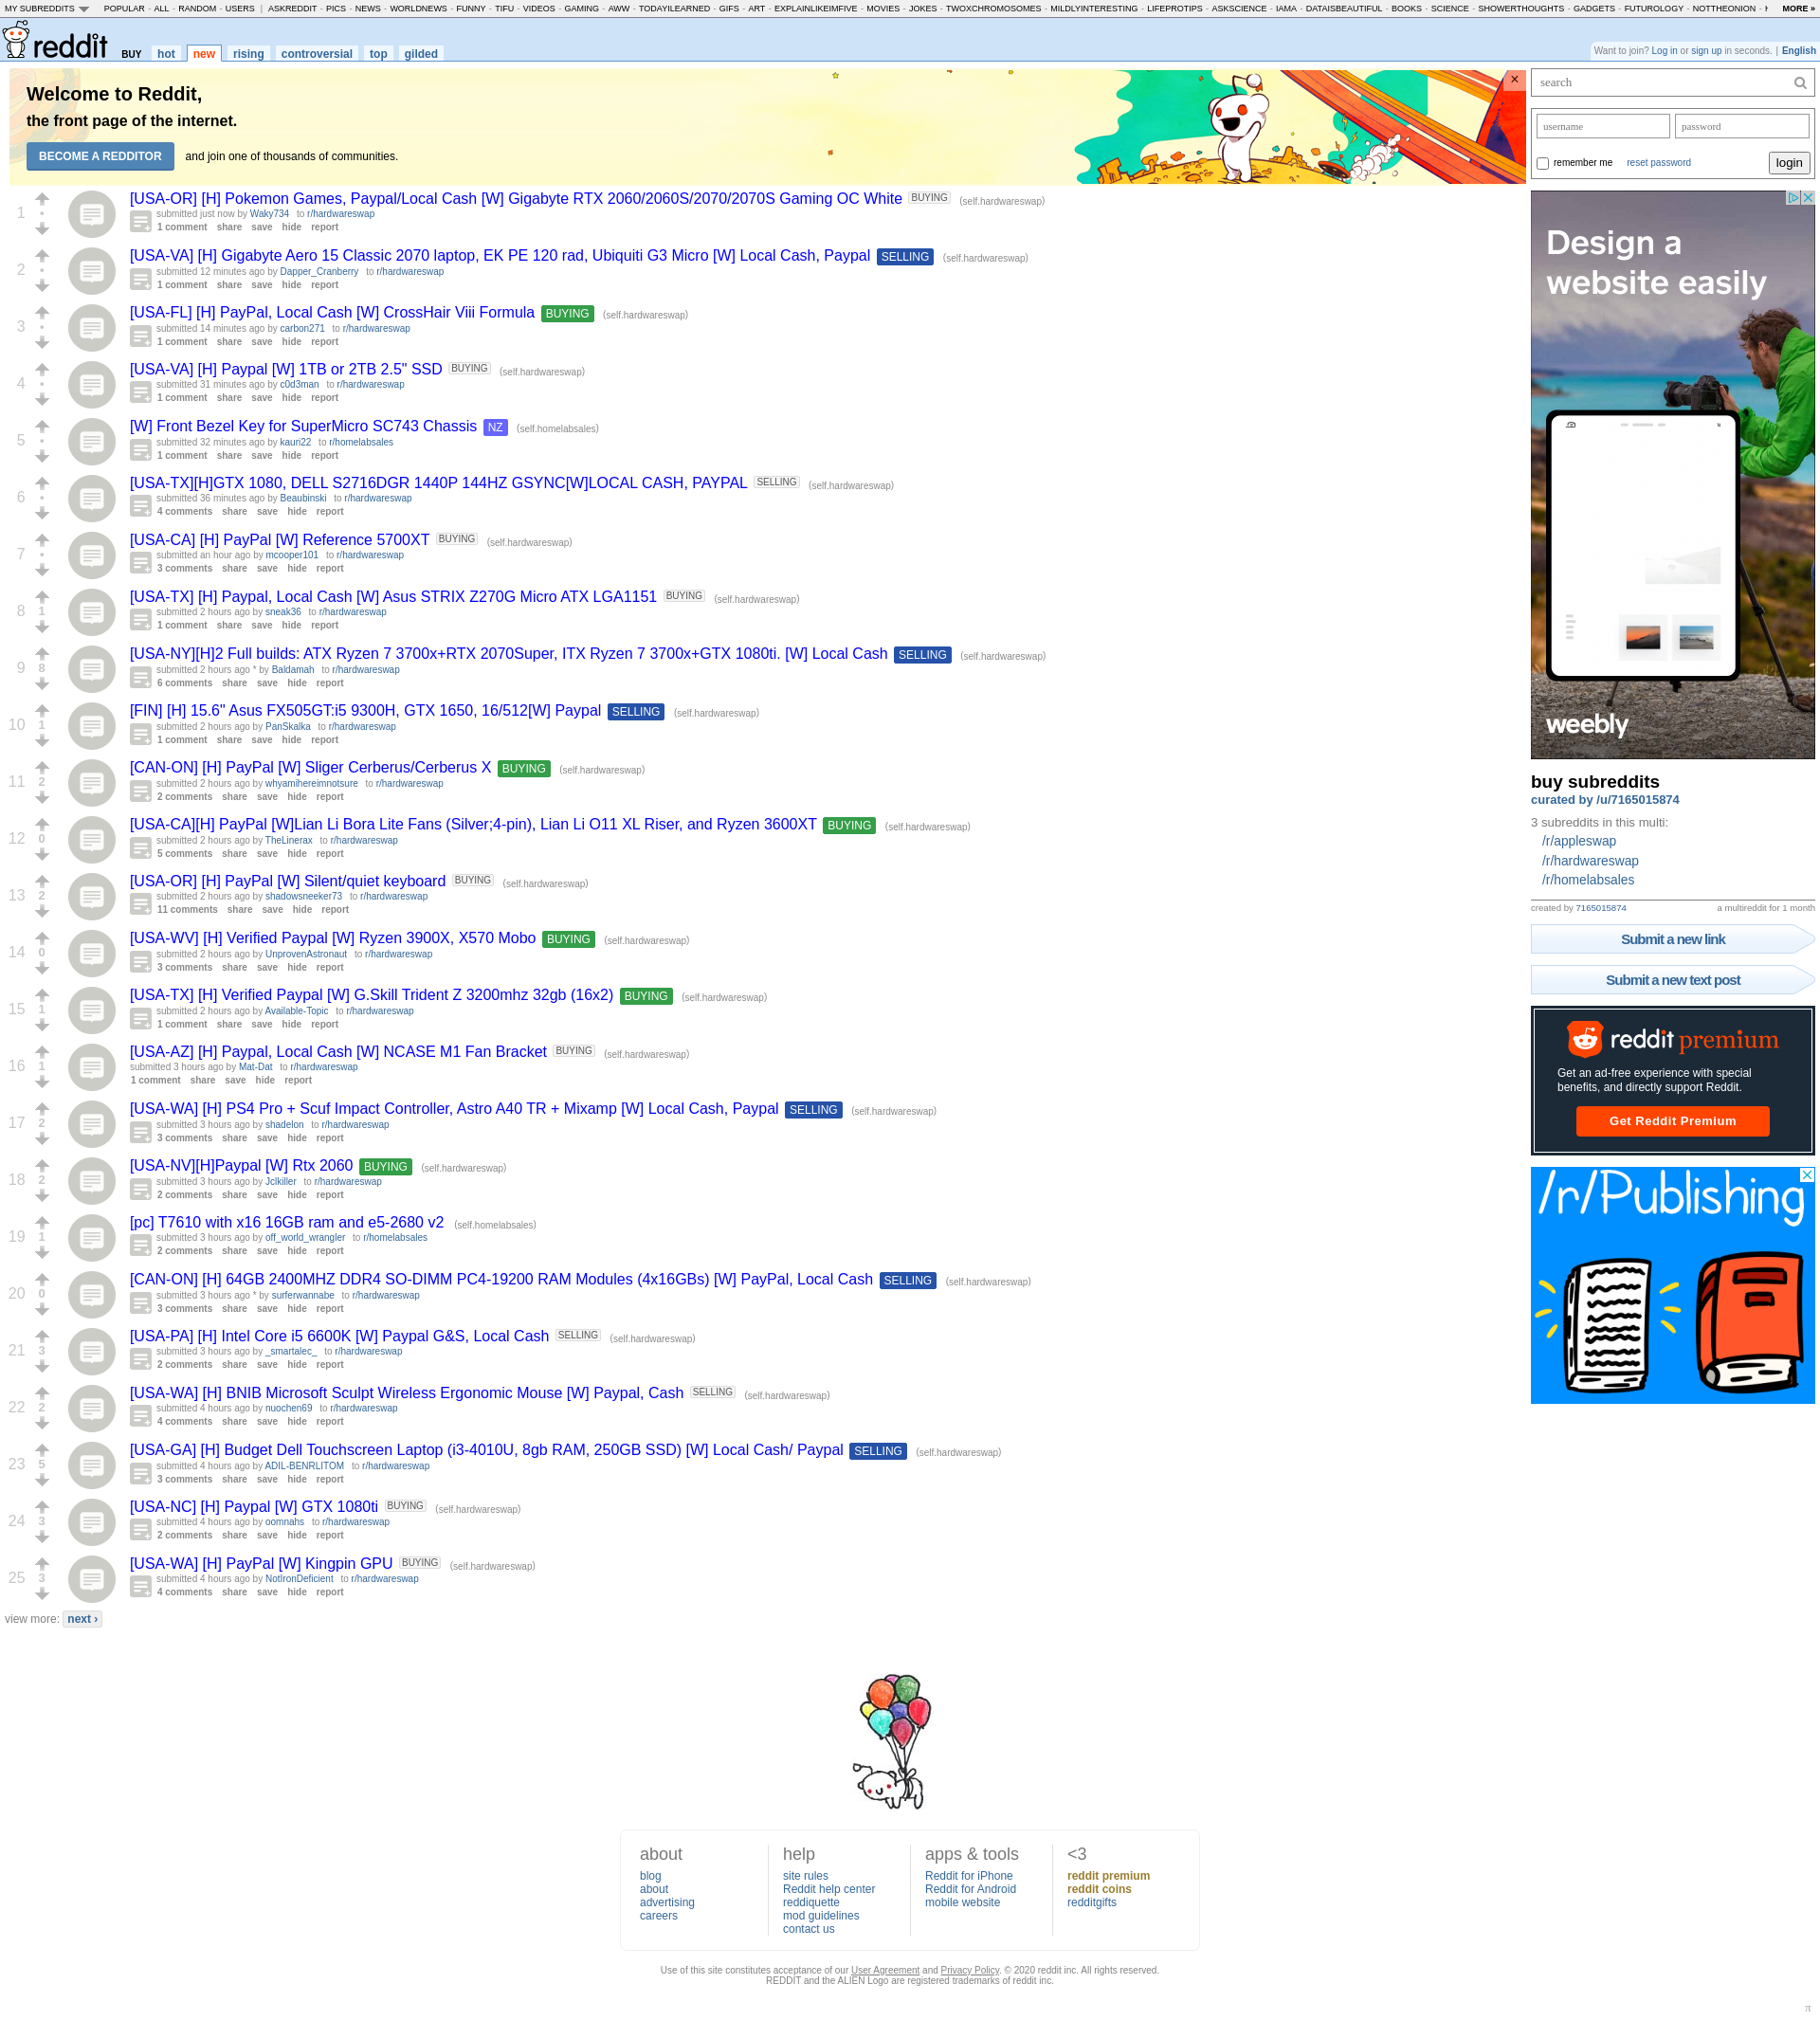 MY SUBREDDITS POPULAR - ALL - RANDOM - USERS | ASKREDDIT - PICS - NEWS - WORLDNEWS - FUNNY - TIFU - VIDEOS - GAMING - AWW - TODAYILEARNED - GIFS - ART - EXPLAINLIKEIMFIVE - MOVIES - JOKES - TWOXCHROMOSOMES - MILDLYINTERESTING - LIFEPROTIPS - ASKSCIENCE - IAMA - DATAISBEAUTIFUL - BOOKS - SCIENCE - SHOWERTHOUGHTS - GADGETS - FUTUROLOGY - NOTTHEONION - MORE »
reddit BUY hot new rising controversial top gilded
Want to join? Log in or sign up in seconds. | English
Welcome to Reddit,
the front page of the internet.
BECOME A REDDITOR and join one of thousands of communities.
×
1 [USA-OR] [H] Pokemon Games, Paypal/Local Cash [W] Gigabyte RTX 2060/2060S/2070/2070S Gaming OC White BUYING (self.hardwareswap)
submitted just now by Waky734 to r/hardwareswap
1 comment share save hide report
2 [USA-VA] [H] Gigabyte Aero 15 Classic 2070 laptop, EK PE 120 rad, Ubiquiti G3 Micro [W] Local Cash, Paypal SELLING (self.hardwareswap)
submitted 12 minutes ago by Dapper_Cranberry to r/hardwareswap
1 comment share save hide report
3 [USA-FL] [H] PayPal, Local Cash [W] CrossHair Viii Formula BUYING (self.hardwareswap)
submitted 14 minutes ago by carbon271 to r/hardwareswap
1 comment share save hide report
4 [USA-VA] [H] Paypal [W] 1TB or 2TB 2.5" SSD BUYING (self.hardwareswap)
submitted 31 minutes ago by c0d3man to r/hardwareswap
1 comment share save hide report
5 [W] Front Bezel Key for SuperMicro SC743 Chassis NZ (self.homelabsales)
submitted 32 minutes ago by kauri22 to r/homelabsales
1 comment share save hide report
6 [USA-TX][H]GTX 1080, DELL S2716DGR 1440P 144HZ GSYNC[W]LOCAL CASH, PAYPAL SELLING (self.hardwareswap)
submitted 36 minutes ago by Beaubinski to r/hardwareswap
4 comments share save hide report
7 [USA-CA] [H] PayPal [W] Reference 5700XT BUYING (self.hardwareswap)
submitted an hour ago by mcooper101 to r/hardwareswap
3 comments share save hide report
8 1 [USA-TX] [H] Paypal, Local Cash [W] Asus STRIX Z270G Micro ATX LGA1151 BUYING (self.hardwareswap)
submitted 2 hours ago by sneak36 to r/hardwareswap
1 comment share save hide report
9 8 [USA-NY][H]2 Full builds: ATX Ryzen 7 3700x+RTX 2070Super, ITX Ryzen 7 3700x+GTX 1080ti. [W] Local Cash SELLING (self.hardwareswap)
submitted 2 hours ago * by Baldamah to r/hardwareswap
6 comments share save hide report
10 1 [FIN] [H] 15.6" Asus FX505GT:i5 9300H, GTX 1650, 16/512[W] Paypal SELLING (self.hardwareswap)
submitted 2 hours ago by PanSkalka to r/hardwareswap
1 comment share save hide report
11 2 [CAN-ON] [H] PayPal [W] Sliger Cerberus/Cerberus X BUYING (self.hardwareswap)
submitted 2 hours ago by whyamihereimnotsure to r/hardwareswap
2 comments share save hide report
12 0 [USA-CA][H] PayPal [W]Lian Li Bora Lite Fans (Silver;4-pin), Lian Li O11 XL Riser, and Ryzen 3600XT BUYING (self.hardwareswap)
submitted 2 hours ago by TheLinerax to r/hardwareswap
5 comments share save hide report
13 2 [USA-OR] [H] PayPal [W] Silent/quiet keyboard BUYING (self.hardwareswap)
submitted 2 hours ago by shadowsneeker73 to r/hardwareswap
11 comments share save hide report
14 0 [USA-WV] [H] Verified Paypal [W] Ryzen 3900X, X570 Mobo BUYING (self.hardwareswap)
submitted 2 hours ago by UnprovenAstronaut to r/hardwareswap
3 comments share save hide report
15 1 [USA-TX] [H] Verified Paypal [W] G.Skill Trident Z 3200mhz 32gb (16x2) BUYING (self.hardwareswap)
submitted 2 hours ago by Available-Topic to r/hardwareswap
1 comment share save hide report
16 1 [USA-AZ] [H] Paypal, Local Cash [W] NCASE M1 Fan Bracket BUYING (self.hardwareswap)
submitted 3 hours ago by Mat-Dat to r/hardwareswap
1 comment share save hide report
17 2 [USA-WA] [H] PS4 Pro + Scuf Impact Controller, Astro A40 TR + Mixamp [W] Local Cash, Paypal SELLING (self.hardwareswap)
submitted 3 hours ago by shadelon to r/hardwareswap
3 comments share save hide report
18 2 [USA-NV][H]Paypal [W] Rtx 2060 BUYING (self.hardwareswap)
submitted 3 hours ago by Jclkiller to r/hardwareswap
2 comments share save hide report
19 1 [pc] T7610 with x16 16GB ram and e5-2680 v2 (self.homelabsales)
submitted 3 hours ago by off_world_wrangler to r/homelabsales
2 comments share save hide report
20 0 [CAN-ON] [H] 64GB 2400MHZ DDR4 SO-DIMM PC4-19200 RAM Modules (4x16GBs) [W] PayPal, Local Cash SELLING (self.hardwareswap)
submitted 3 hours ago * by surferwannabe to r/hardwareswap
3 comments share save hide report
21 3 [USA-PA] [H] Intel Core i5 6600K [W] Paypal G&S, Local Cash SELLING (self.hardwareswap)
submitted 3 hours ago by _smartalec_ to r/hardwareswap
2 comments share save hide report
22 2 [USA-WA] [H] BNIB Microsoft Sculpt Wireless Ergonomic Mouse [W] Paypal, Cash SELLING (self.hardwareswap)
submitted 4 hours ago by nuochen69 to r/hardwareswap
4 comments share save hide report
23 5 [USA-GA] [H] Budget Dell Touchscreen Laptop (i3-4010U, 8gb RAM, 250GB SSD) [W] Local Cash/ Paypal SELLING (self.hardwareswap)
submitted 4 hours ago by ADIL-BENRLITOM to r/hardwareswap
3 comments share save hide report
24 3 [USA-NC] [H] Paypal [W] GTX 1080ti BUYING (self.hardwareswap)
submitted 4 hours ago by oomnahs to r/hardwareswap
2 comments share save hide report
25 3 [USA-WA] [H] PayPal [W] Kingpin GPU BUYING (self.hardwareswap)
submitted 4 hours ago by NotIronDeficient to r/hardwareswap
4 comments share save hide report
view more: next ›
search
username password
remember me reset password login
Design a
website easily
weebly
buy subreddits
curated by /u/7165015874
3 subreddits in this multi:
/r/appleswap
/r/hardwareswap
/r/homelabsales
created by 7165015874 a multireddit for 1 month
Submit a new link
Submit a new text post
reddit premium
Get an ad-free experience with special
benefits, and directly support Reddit.
Get Reddit Premium
/r/Publishing
about
blog
about
advertising
careers
help
site rules
Reddit help center
reddiquette
mod guidelines
contact us
apps & tools
Reddit for iPhone
Reddit for Android
mobile website
<3
reddit premium
reddit coins
redditgifts
Use of this site constitutes acceptance of our User Agreement and Privacy Policy. © 2020 reddit inc. All rights reserved.
REDDIT and the ALIEN Logo are registered trademarks of reddit inc.
π